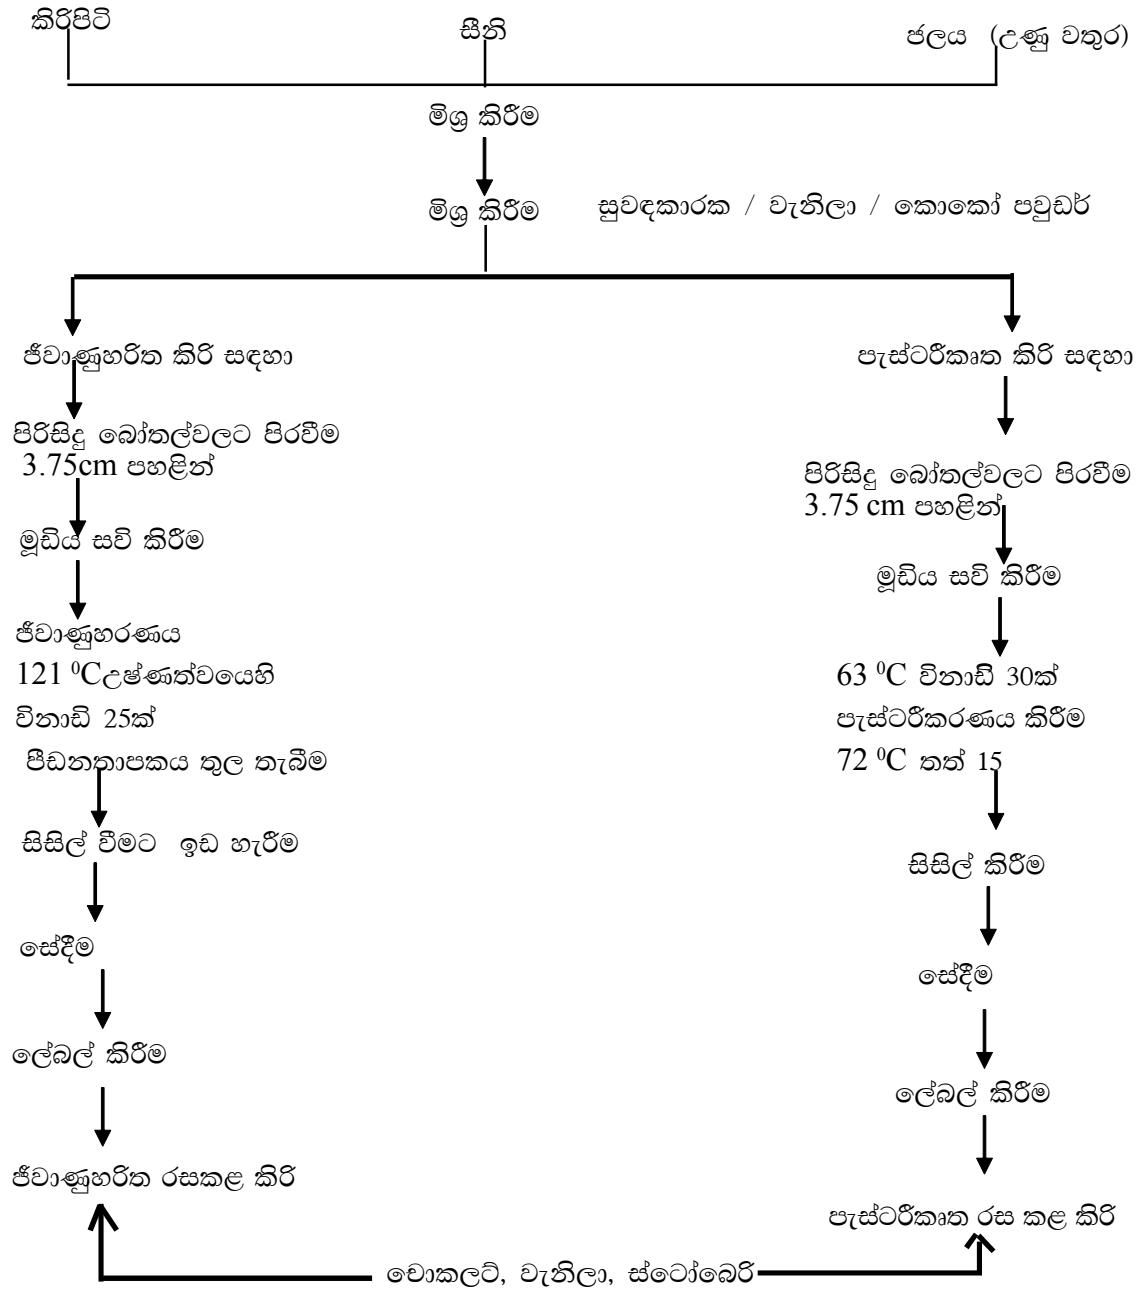 කිරිපිටි
සීනි
ජලය (උණු වතුර)
මිශ්‍ර කිරීම
මිශ්‍ර කිරීම සුවඳකාරක / වැනිලා / කොකෝ පවුඩර්
ජීවාණුහරිත කිරි සඳහා
පිරිසිදු බෝතල්වලට පිරවීම
3.75cm පහළින්
මූඩිය සවි කිරීම
ජීවාණුහරණය
121 ⁰Cඋෂ්ණත්වයෙහි
විනාඩි 25ක්
පීඩනතාපකය තුල තැබීම
සිසිල් වීමට ඉඩ හැරීම
සේදීම
ලේබල් කිරීම
ජීවාණුහරිත රසකළ කිරි
පැස්ටරීකෘත කිරි සඳහා
පිරිසිදු බෝතල්වලට පිරවීම
3.75 cm පහළින්
මූඩිය සවි කිරීම
63 ⁰C විනාඩි 30ක්
පැස්ටරීකරණය කිරීම
72 ⁰C තත් 15
සිසිල් කිරීම
සේදීම
ලේබල් කිරීම
පැස්ටරීකෘත රස කළ කිරි
චොකලට්, වැනිලා, ස්ටෝබෙරි